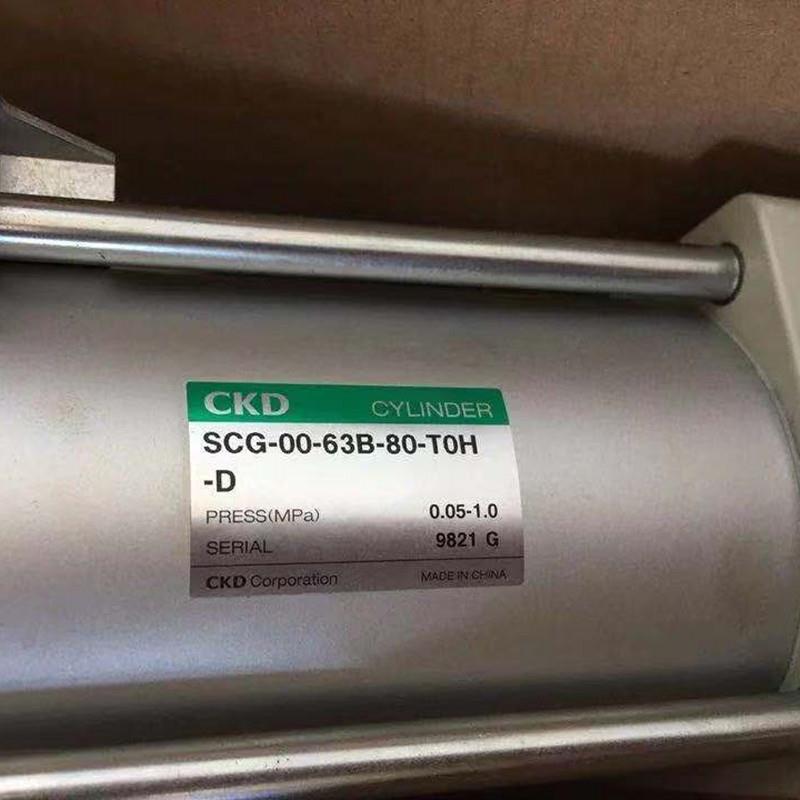 CKD CYLINDER
SCG-00-63B-80-T0H
-D
PRESS(MPa) 0.05-1.0
SERIAL 9821 G
CKD Corporation MADE IN CHINA